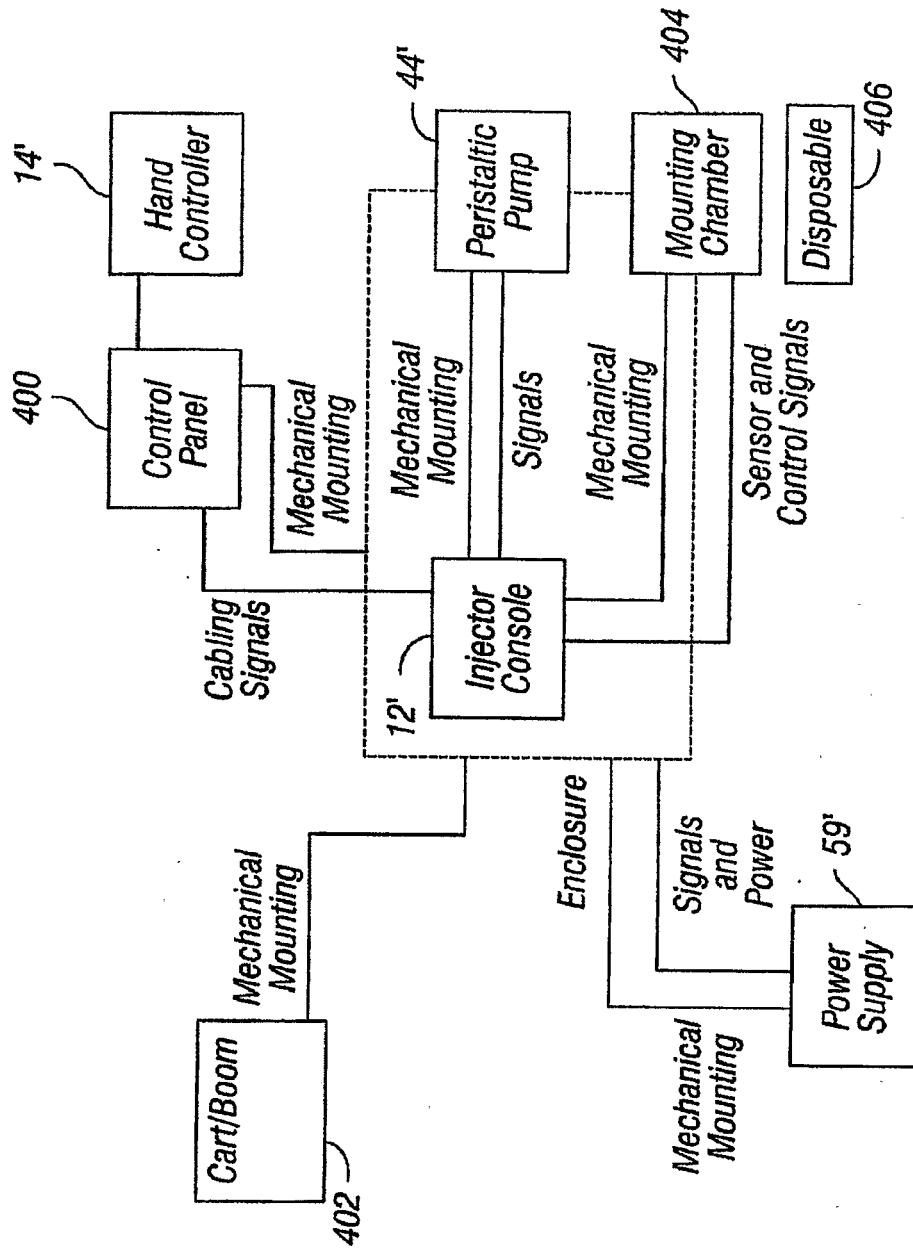 14'
Hand
Controller
400
Control
Panel
44'
Peristaltic
Pump
404
Mounting
Chamber
Disposable
406
Mechanical
Mounting
Cabling
Signals
Mechanical
Mounting
Signals
Mechanical
Mounting
Sensor and
Control Signals
12'
Injector
Console
Mechanical
Mounting
Cart/Boom
402
Enclosure
Signals
and
Power
Mechanical
Mounting
59'
Power
Supply